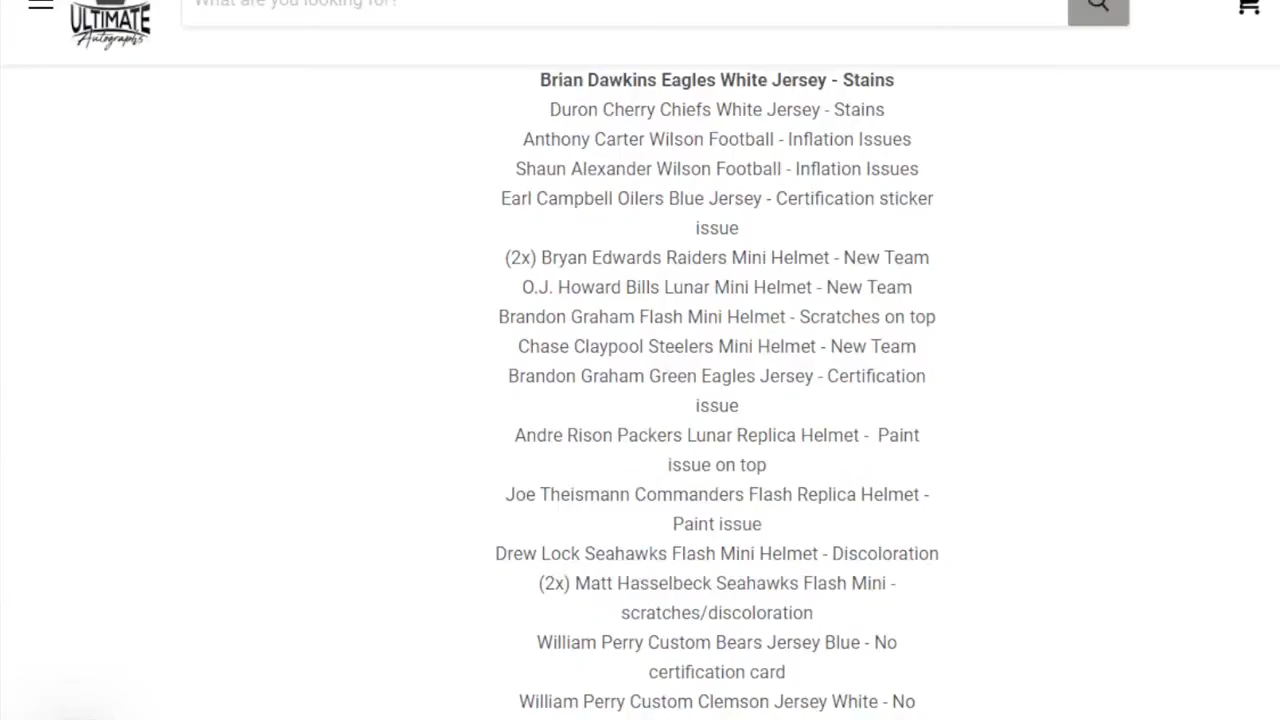 What are you looking for?
ULTIMATE
Autographs
Brian Dawkins Eagles White Jersey - Stains
Duron Cherry Chiefs White Jersey - Stains
Anthony Carter Wilson Football - Inflation Issues
Shaun Alexander Wilson Football - Inflation Issues
Earl Campbell Oilers Blue Jersey - Certification sticker
issue
(2x) Bryan Edwards Raiders Mini Helmet - New Team
O.J. Howard Bills Lunar Mini Helmet - New Team
Brandon Graham Flash Mini Helmet - Scratches on top
Chase Claypool Steelers Mini Helmet - New Team
Brandon Graham Green Eagles Jersey - Certification
issue
Andre Rison Packers Lunar Replica Helmet -  Paint
issue on top
Joe Theismann Commanders Flash Replica Helmet -
Paint issue
Drew Lock Seahawks Flash Mini Helmet - Discoloration
(2x) Matt Hasselbeck Seahawks Flash Mini -
scratches/discoloration
William Perry Custom Bears Jersey Blue - No
certification card
William Perry Custom Clemson Jersey White - No